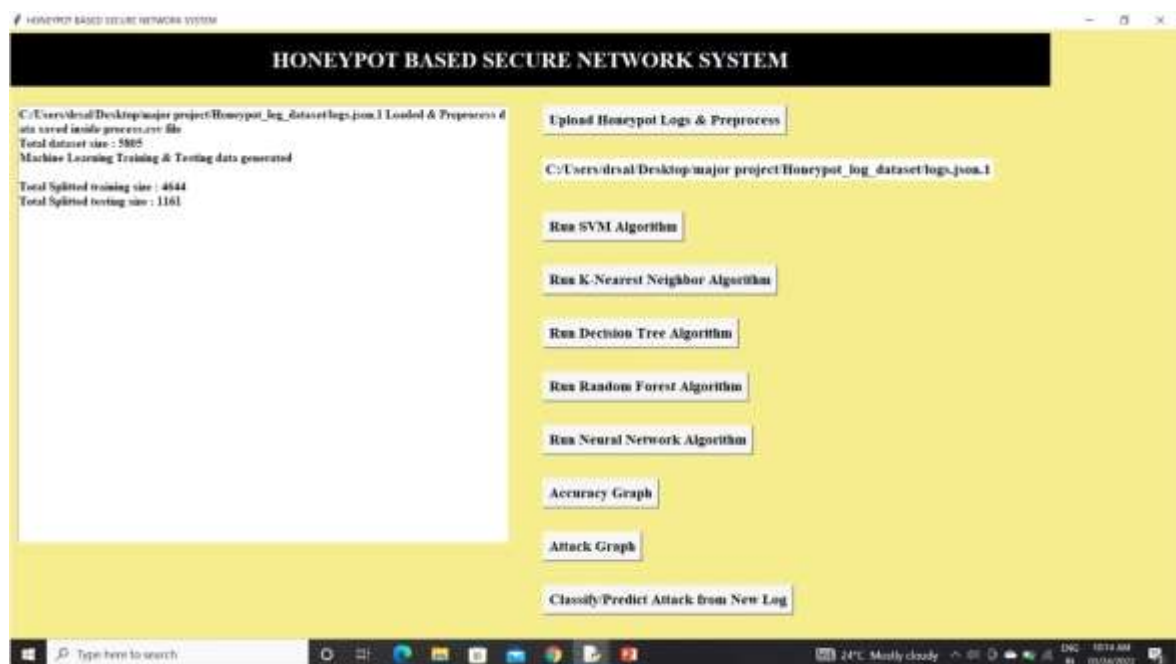 HONEYPOT BASED SECURE NETWORK SYSTEM
HONEYPOT BASED SECURE NETWORK SYSTEM
C:/Users/drsal/Desktop/major project/Honeypot_log_dataset/logs.json.1 Loaded & Preprocess d
ata saved inside process.csv file
Total dataset size : 5805
Machine Learning Training & Testing data generated
Total Splitted training size : 4644
Total Splitted testing size : 1161
Upload Honeypot Logs & Preprocess
C:/Users/drsal/Desktop/major project/Honeypot_log_dataset/logs.json.1
Run SVM Algorithm
Run K-Nearest Neighbor Algorithm
Run Decision Tree Algorithm
Run Random Forest Algorithm
Run Neural Network Algorithm
Accuracy Graph
Attack Graph
Classify/Predict Attack from New Log
Type here to search
24°C Mostly cloudy
ENG
10:14 AM